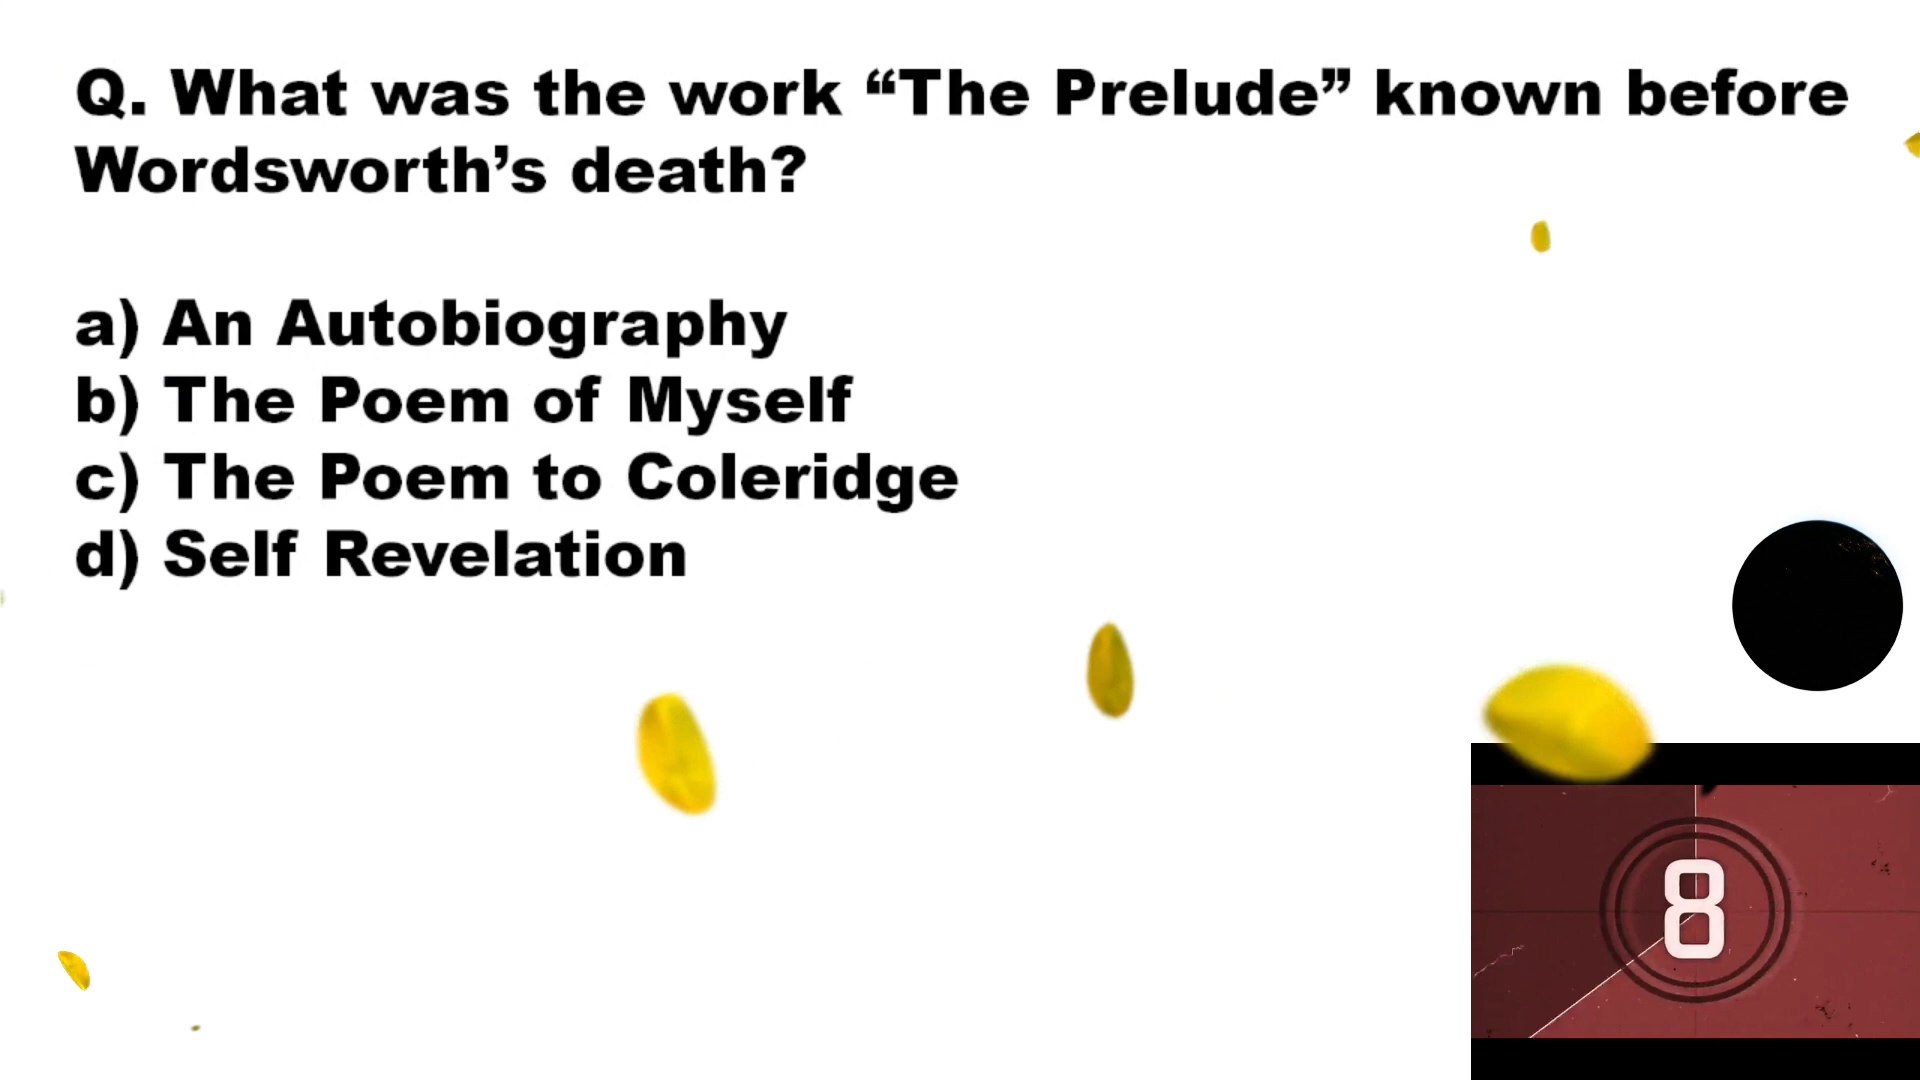 Q. What was the work “The Prelude” known before
Wordsworth’s death?
a) An Autobiography
b) The Poem of Myself
c) The Poem to Coleridge
d) Self Revelation
8